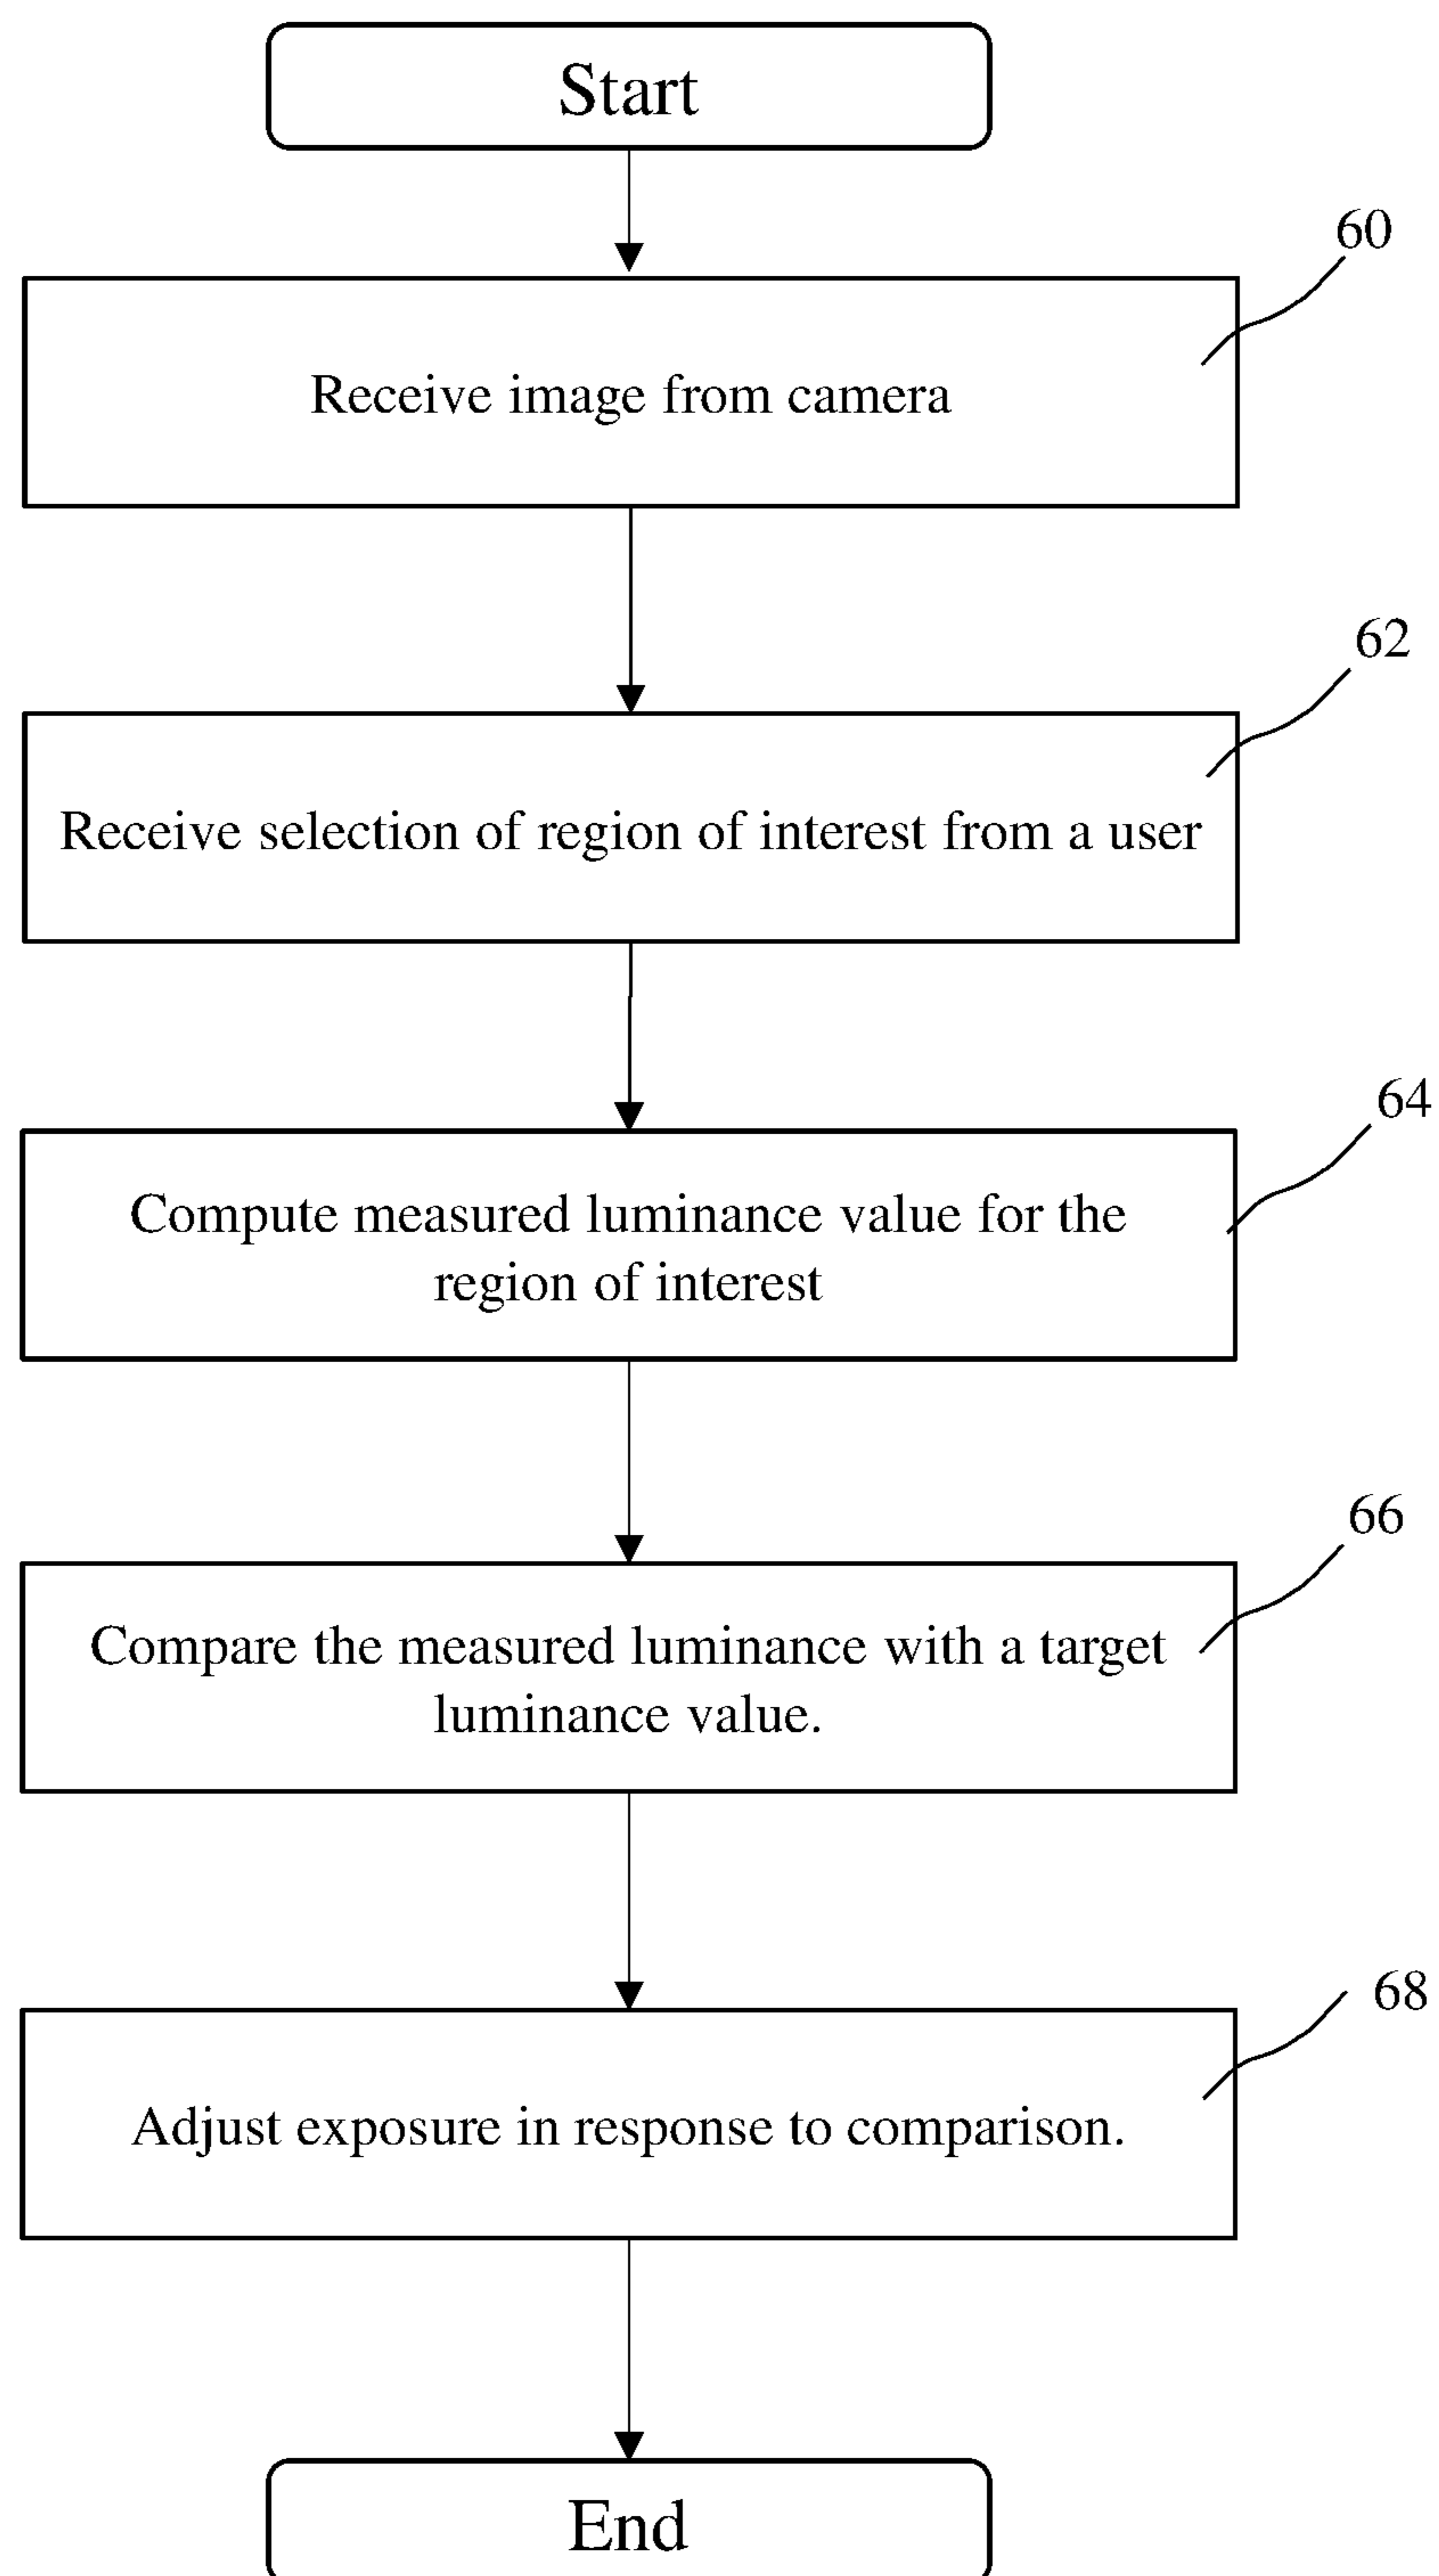 Start
60
Receive image from camera
62
Receive selection of region of interest from a user
64
Compute measured luminance value for the
region of interest
66
Compare the measured luminance with a target
luminance value.
68
Adjust exposure in response to comparison.
End